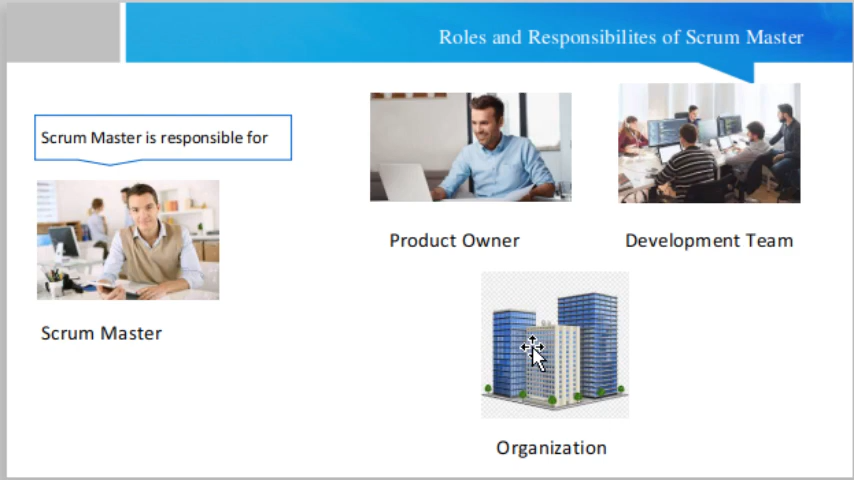 Roles and Responsibilites of Scrum Master
Scrum Master is responsible for
Product Owner
Development Team
Scrum Master
Organization